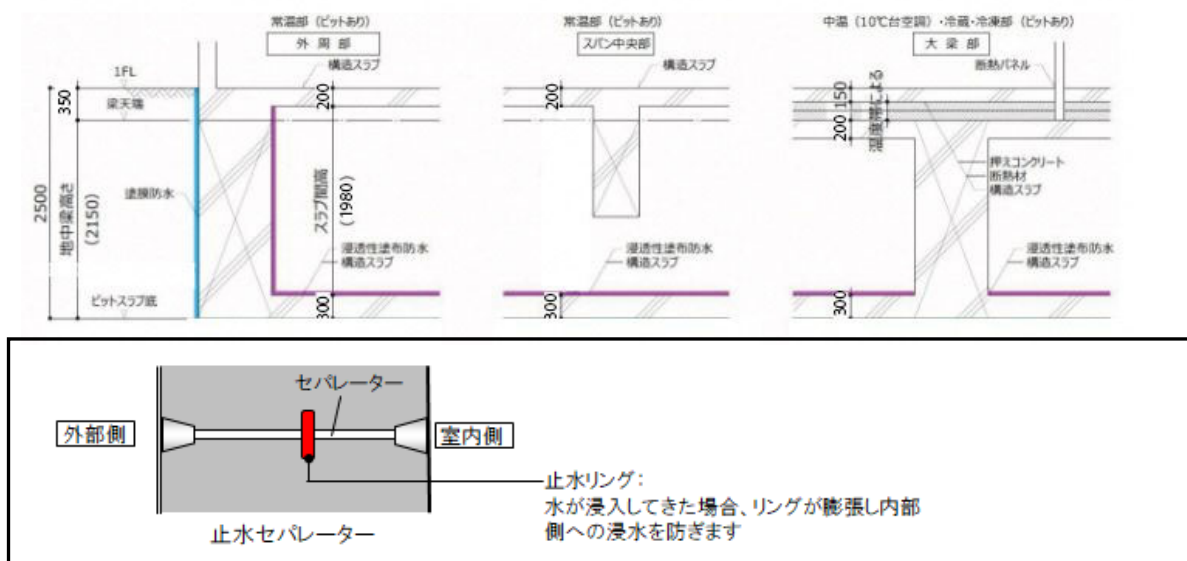 常温部（ピットあり）
外周部
構造スラブ
1FL
梁天端
350
200
2500
地中梁高さ
(2150)
塗膜防水
スラブ間高
(1980)
浸透性塗布防水
構造スラブ
ピットスラブ底
300
常温部（ピットあり）
スパン中央部
構造スラブ
200
浸透性塗布防水
構造スラブ
300
中温（10℃台空調）・冷蔵・冷凍部（ピットあり）
大梁部
断熱パネル
150
温度帯による
200
押えコンクリート
断熱材
構造スラブ
浸透性塗布防水
構造スラブ
300
セパレーター
外部側
室内側
止水リング：
水が浸入してきた場合、リングが膨張し内部
側への浸水を防ぎます
止水セパレーター